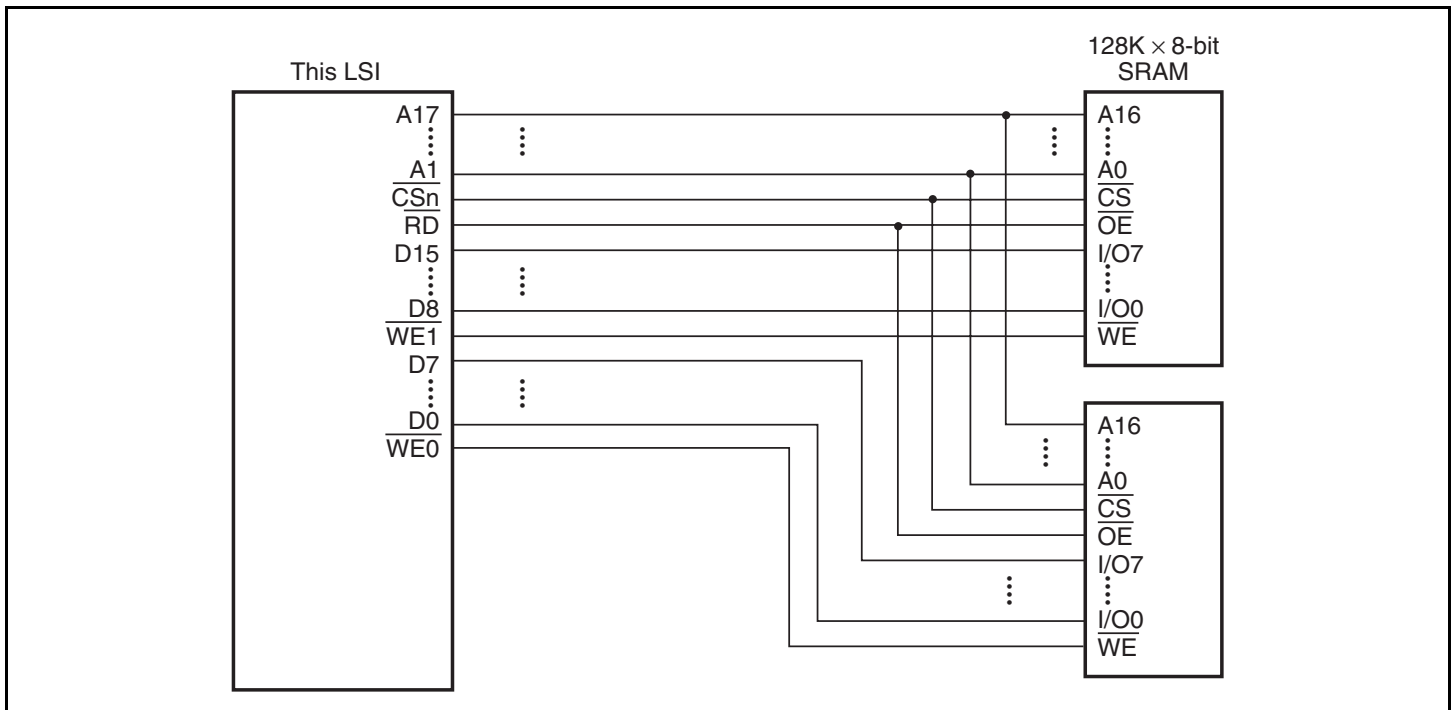 This LSI
A17
A1
CSn
RD
D15
D8
WE1
D7
D0
WE0
128K × 8-bit
SRAM
A16
A0
CS
OE
I/O7
I/O0
WE
A16
A0
CS
OE
I/O7
I/O0
WE